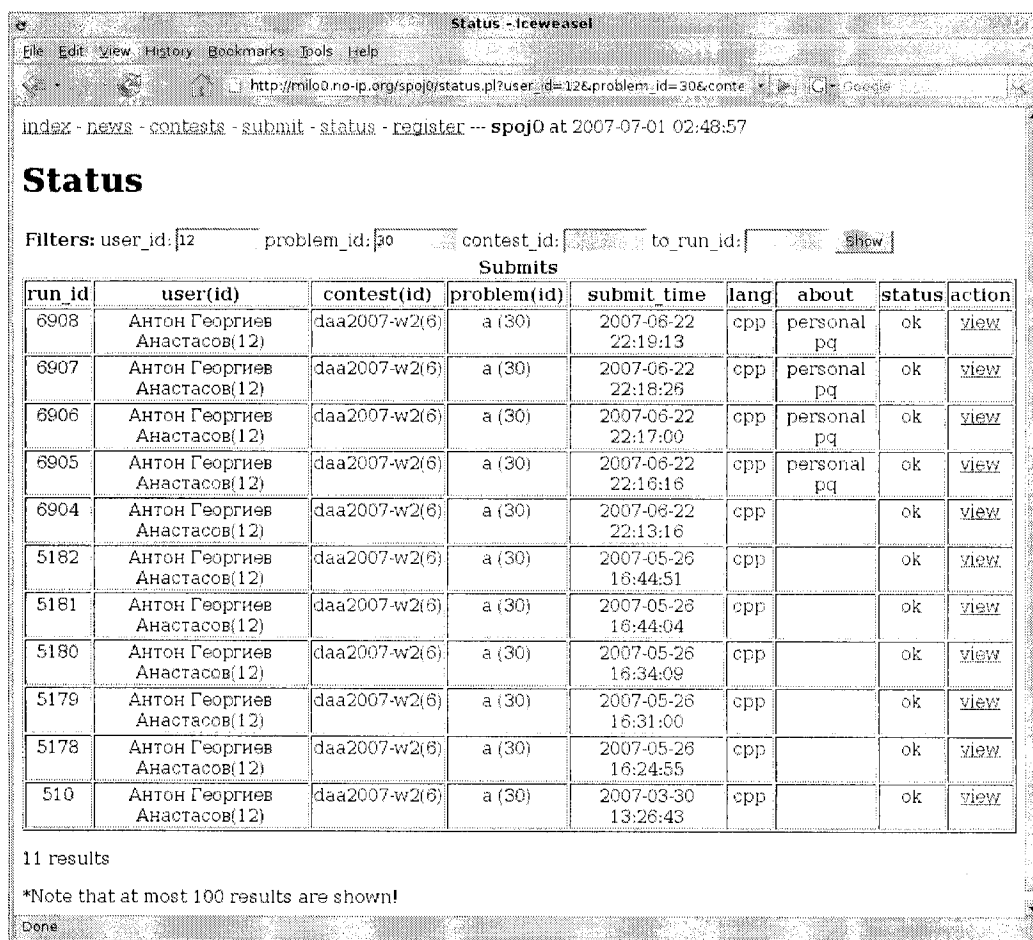 Status - Iceweasel
File Edit View History Bookmarks Tools Help
http://milo0.no-ip.org/spoj0/status.pl?user_id=12&problem_id=30&conte
Google
index - news - contests - submit - status - register --- spoj0 at 2007-07-01 02:48:57
Status
Filters: user_id: 12 problem_id: 30 contest_id: to_run_id: Show
Submits
run_id user(id) contest(id) problem(id) submit_time lang about status action
6908 Антон Георгиев daa2007-w2(6) a (30) 2007-06-22 cpp personal ok view
Анастасов(12) 22:19:13 pq
6907 Антон Георгиев daa2007-w2(6) a (30) 2007-06-22 cpp personal ok view
Анастасов(12) 22:18:26 pq
6906 Антон Георгиев daa2007-w2(6) a (30) 2007-06-22 cpp personal ok view
Анастасов(12) 22:17:00 pq
6905 Антон Георгиев daa2007-w2(6) a (30) 2007-06-22 cpp personal ok view
Анастасов(12) 22:16:16 pq
6904 Антон Георгиев daa2007-w2(6) a (30) 2007-06-22 cpp ok view
Анастасов(12) 22:13:16
5182 Антон Георгиев daa2007-w2(6) a (30) 2007-05-26 cpp ok view
Анастасов(12) 16:44:51
5181 Антон Георгиев daa2007-w2(6) a (30) 2007-05-26 cpp ok view
Анастасов(12) 16:44:04
5180 Антон Георгиев daa2007-w2(6) a (30) 2007-05-26 cpp ok view
Анастасов(12) 16:34:09
5179 Антон Георгиев daa2007-w2(6) a (30) 2007-05-26 cpp ok view
Анастасов(12) 16:31:00
5178 Антон Георгиев daa2007-w2(6) a (30) 2007-05-26 cpp ok view
Анастасов(12) 16:24:55
510 Антон Георгиев daa2007-w2(6) a (30) 2007-03-30 cpp ok view
Анастасов(12) 13:26:43
11 results
*Note that at most 100 results are shown!
Done